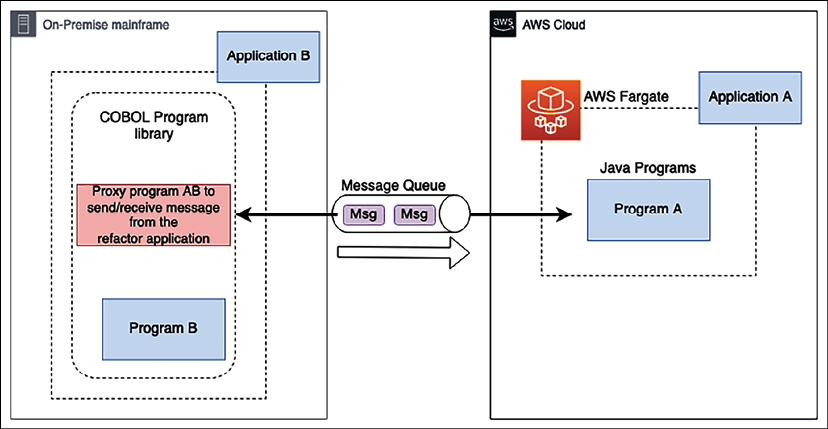 On-Premise mainframe
Application B
COBOL Program
library
Proxy program AB to
send/receive message
from the
refactor application
Program B
Message Queue
Msg Msg
aws
AWS Cloud
AWS Fargate
Application A
Java Programs
Program A